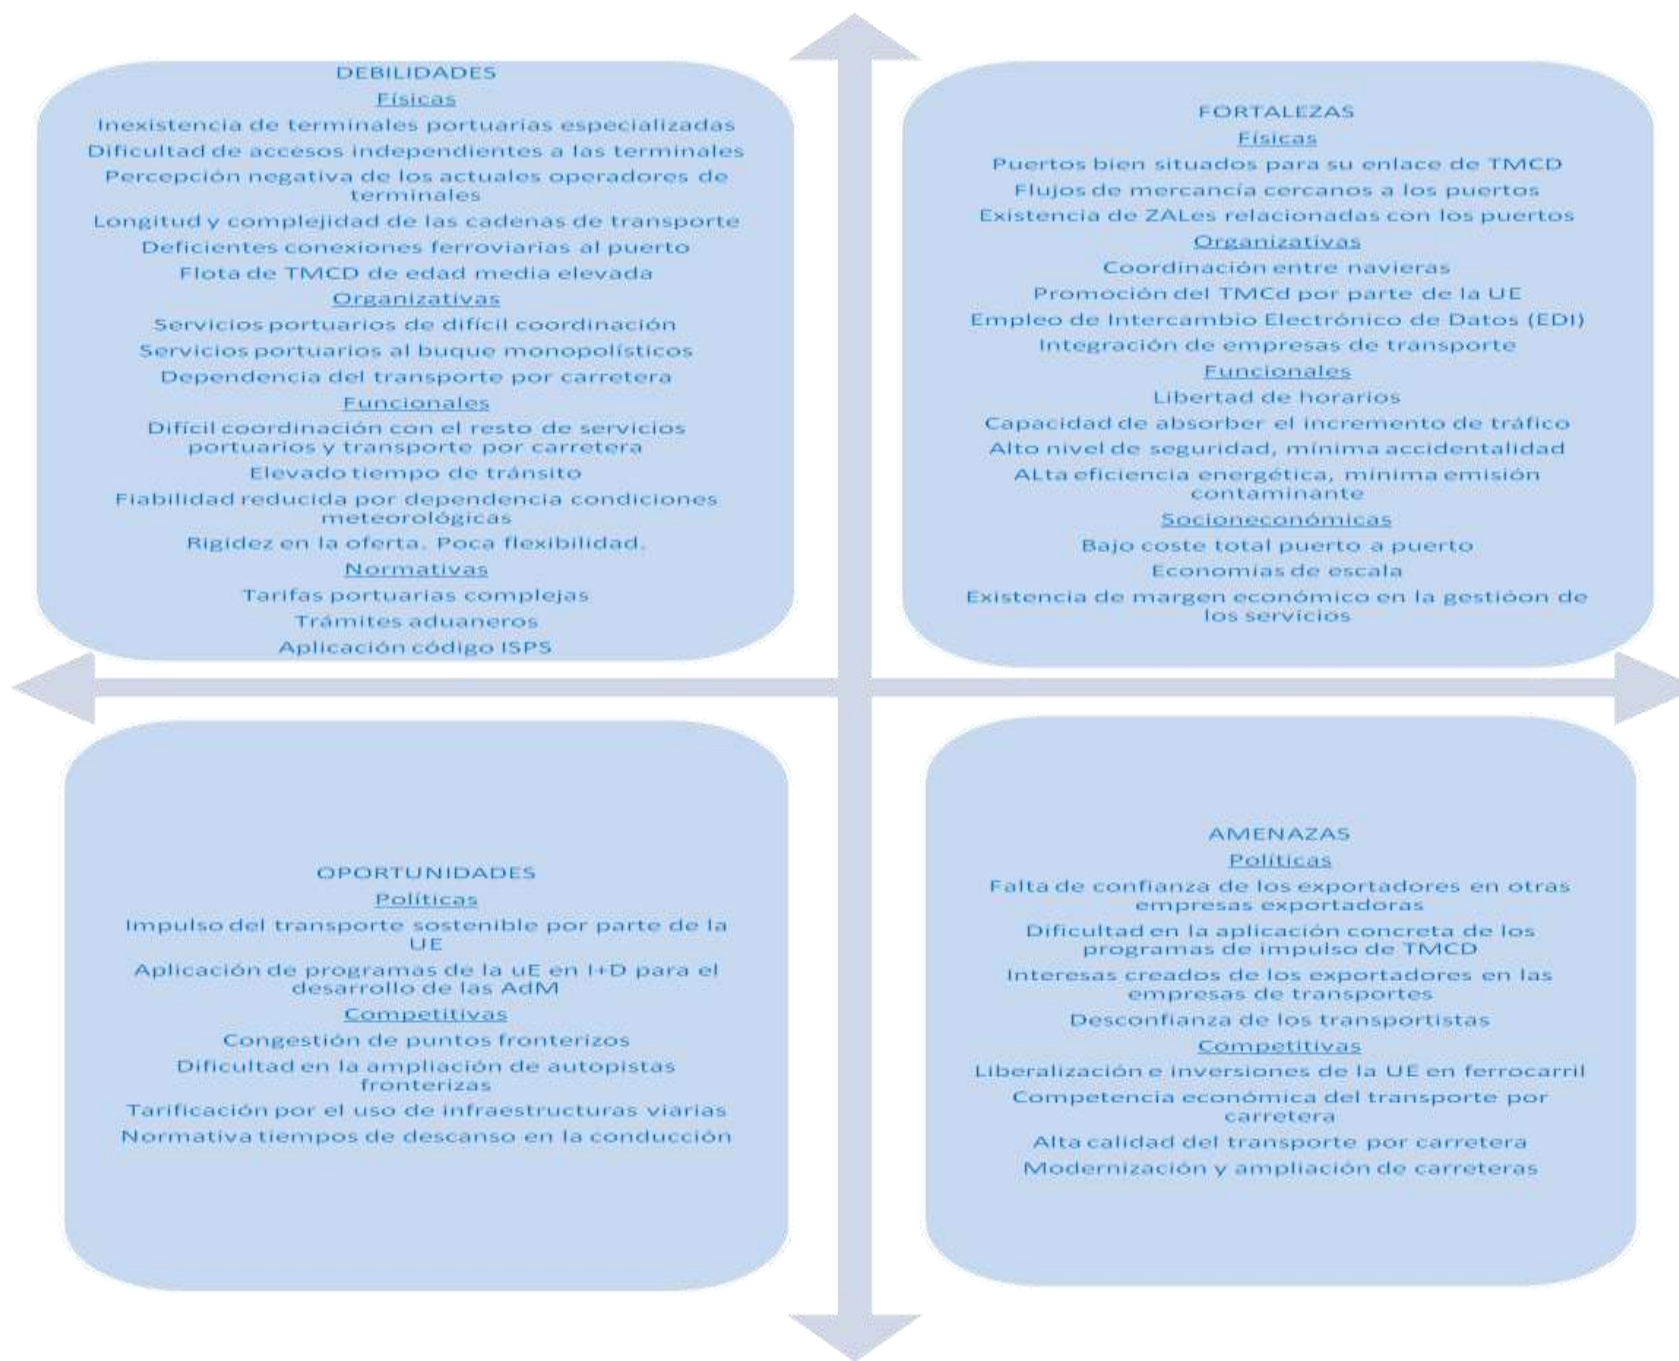 DEBILIDADES
Físicas
Inexistencia de terminales portuarias especializadas
Dificultad de accesos independientes a las terminales
Percepción negativa de los actuales operadores de
terminales
Longitud y complejidad de las cadenas de transporte
Deficientes conexiones ferroviarias al puerto
Flota de TMCD de edad media elevada
Organizativas
Servicios portuarios de difícil coordinación
Servicios portuarios al buque monopolísticos
Dependencia del transporte por carretera
Funcionales
Difícil coordinación con el resto de servicios
portuarios y transporte por carretera
Elevado tiempo de tránsito
Fiabilidad reducida por dependencia condiciones
meteorológicas
Rigidez en la oferta. Poca flexibilidad.
Normativas
Tarifas portuarias complejas
Trámites aduaneros
Aplicación código ISPS
FORTALEZAS
Físicas
Puertos bien situados para su enlace de TMCD
Flujos de mercancía cercanos a los puertos
Existencia de ZALes relacionadas con los puertos
Organizativas
Coordinación entre navieras
Promoción del TMCd por parte de la UE
Empleo de Intercambio Electrónico de Datos (EDI)
Integración de empresas de transporte
Funcionales
Libertad de horarios
Capacidad de absorber el incremento de tráfico
Alto nivel de seguridad, mínima accidentalidad
ALta eficiencia energética, mínima emisión
contaminante
Socioneconómicas
Bajo coste total puerto a puerto
Economías de escala
Existencia de margen económico en la gestióon de
los servicios
OPORTUNIDADES
Políticas
Impulso del transporte sostenible por parte de la
UE
Aplicación de programas de la uE en I+D para el
desarrollo de las AdM
Competitivas
Congestión de puntos fronterizos
Dificultad en la ampliación de autopistas
fronterizas
Tarificación por el uso de infraestructuras viarias
Normativa tiempos de descanso en la conducción
AMENAZAS
Políticas
Falta de confianza de los exportadores en otras
empresas exportadoras
Dificultad en la aplicación concreta de los
programas de impulso de TMCD
Interesas creados de los exportadores en las
empresas de transportes
Desconfianza de los transportistas
Competitivas
Liberalización e inversiones de la UE en ferrocarril
Competencia económica del transporte por
carretera
Alta calidad del transporte por carretera
Modernización y ampliación de carreteras